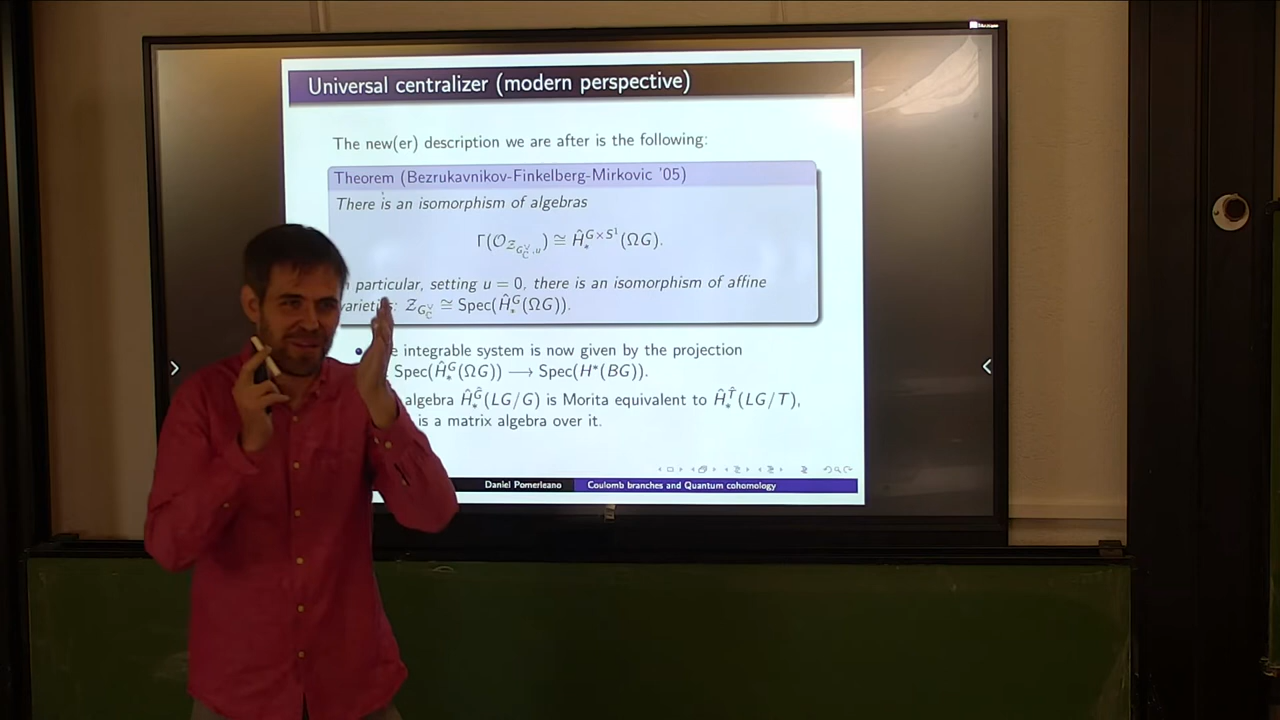 Universal centralizer (modern perspective)
The new(er) description we are after is the following:
Theorem (Bezrukavnikov-Finkelberg-Mirkovic '05)
There is an isomorphism of algebras
Γ(𝒪_{𝒵_{G_ℂ^∨,u}}) ≅ Ĥ_*^{G×S¹}(ΩG).
particular, setting u = 0, there is an isomorphism of affine
varieties: 𝒵_{G_ℂ^∨} ≅ Spec(Ĥ_*^G(ΩG)).
integrable system is now given by the projection
Spec(Ĥ_*^G(ΩG)) ⟶ Spec(H*(BG)).
algebra Ĥ_*^Ĝ(LG/G) is Morita equivalent to Ĥ_*^T̂(LG/T),
is a matrix algebra over it.
Daniel Pomerleano Coulomb branches and Quantum cohomology